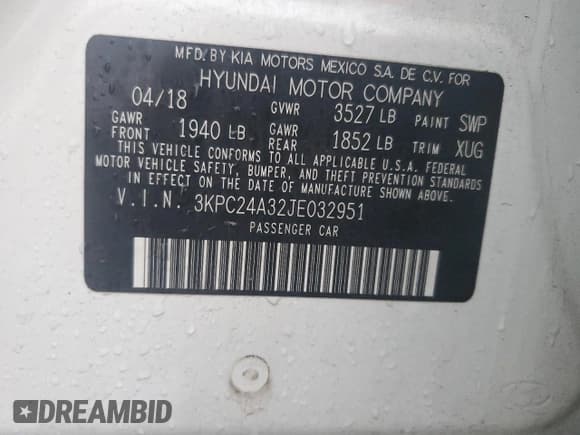 MFD. BY KIA MOTORS MEXICO S.A. DE C.V. FOR
HYUNDAI MOTOR COMPANY
04/18 GVWR 3527 LB PAINT SWP
GAWR FRONT 1940 LB GAWR REAR 1852 LB TRIM XUG
THIS VEHICLE CONFORMS TO ALL APPLICABLE U.S.A. FEDERAL
MOTOR VEHICLE SAFETY, BUMPER, AND THEFT PREVENTION STANDARDS
IN EFFECT ON THE DATE OF MANUFACTURE SHOWN ABOVE.
V.I.N. 3KPC24A32JE032951
PASSENGER CAR
DREAMBID